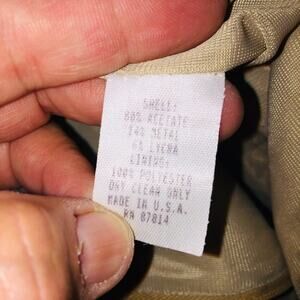 SHELL:
80% ACETATE
14% METAL
6% LYCRA
LINING:
100% POLYESTER
DRY CLEAN ONLY
MADE IN U.S.A.
RN 87814